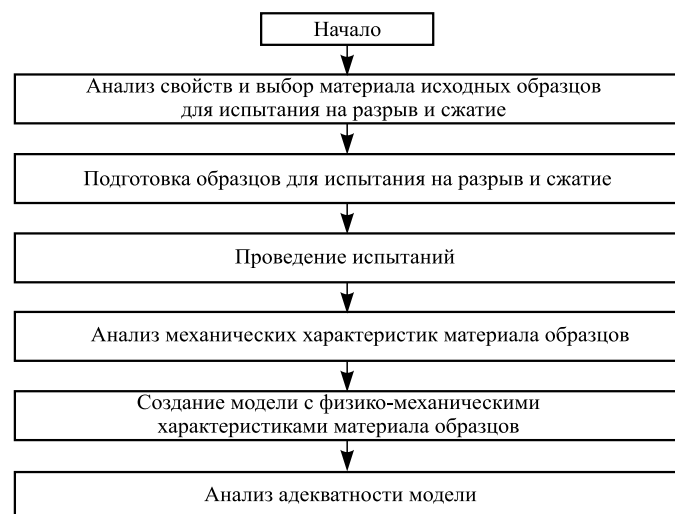 Начало
Анализ свойств и выбор материала исходных образцов
для испытания на разрыв и сжатие
Подготовка образцов для испытания на разрыв и сжатие
Проведение испытаний
Анализ механических характеристик материала образцов
Создание модели с физико-механическими
характеристиками материала образцов
Анализ адекватности модели